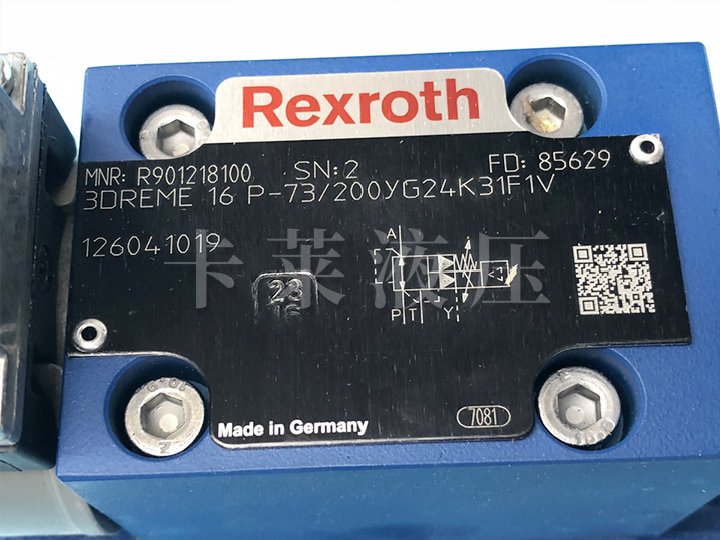 Rexroth
MNR: R901218100 SN: 2 FD: 85629
3DREME 16 P-73/200YG24K31F1V
126041019
卡莱液压
A
P T Y
23
Made in Germany
7081